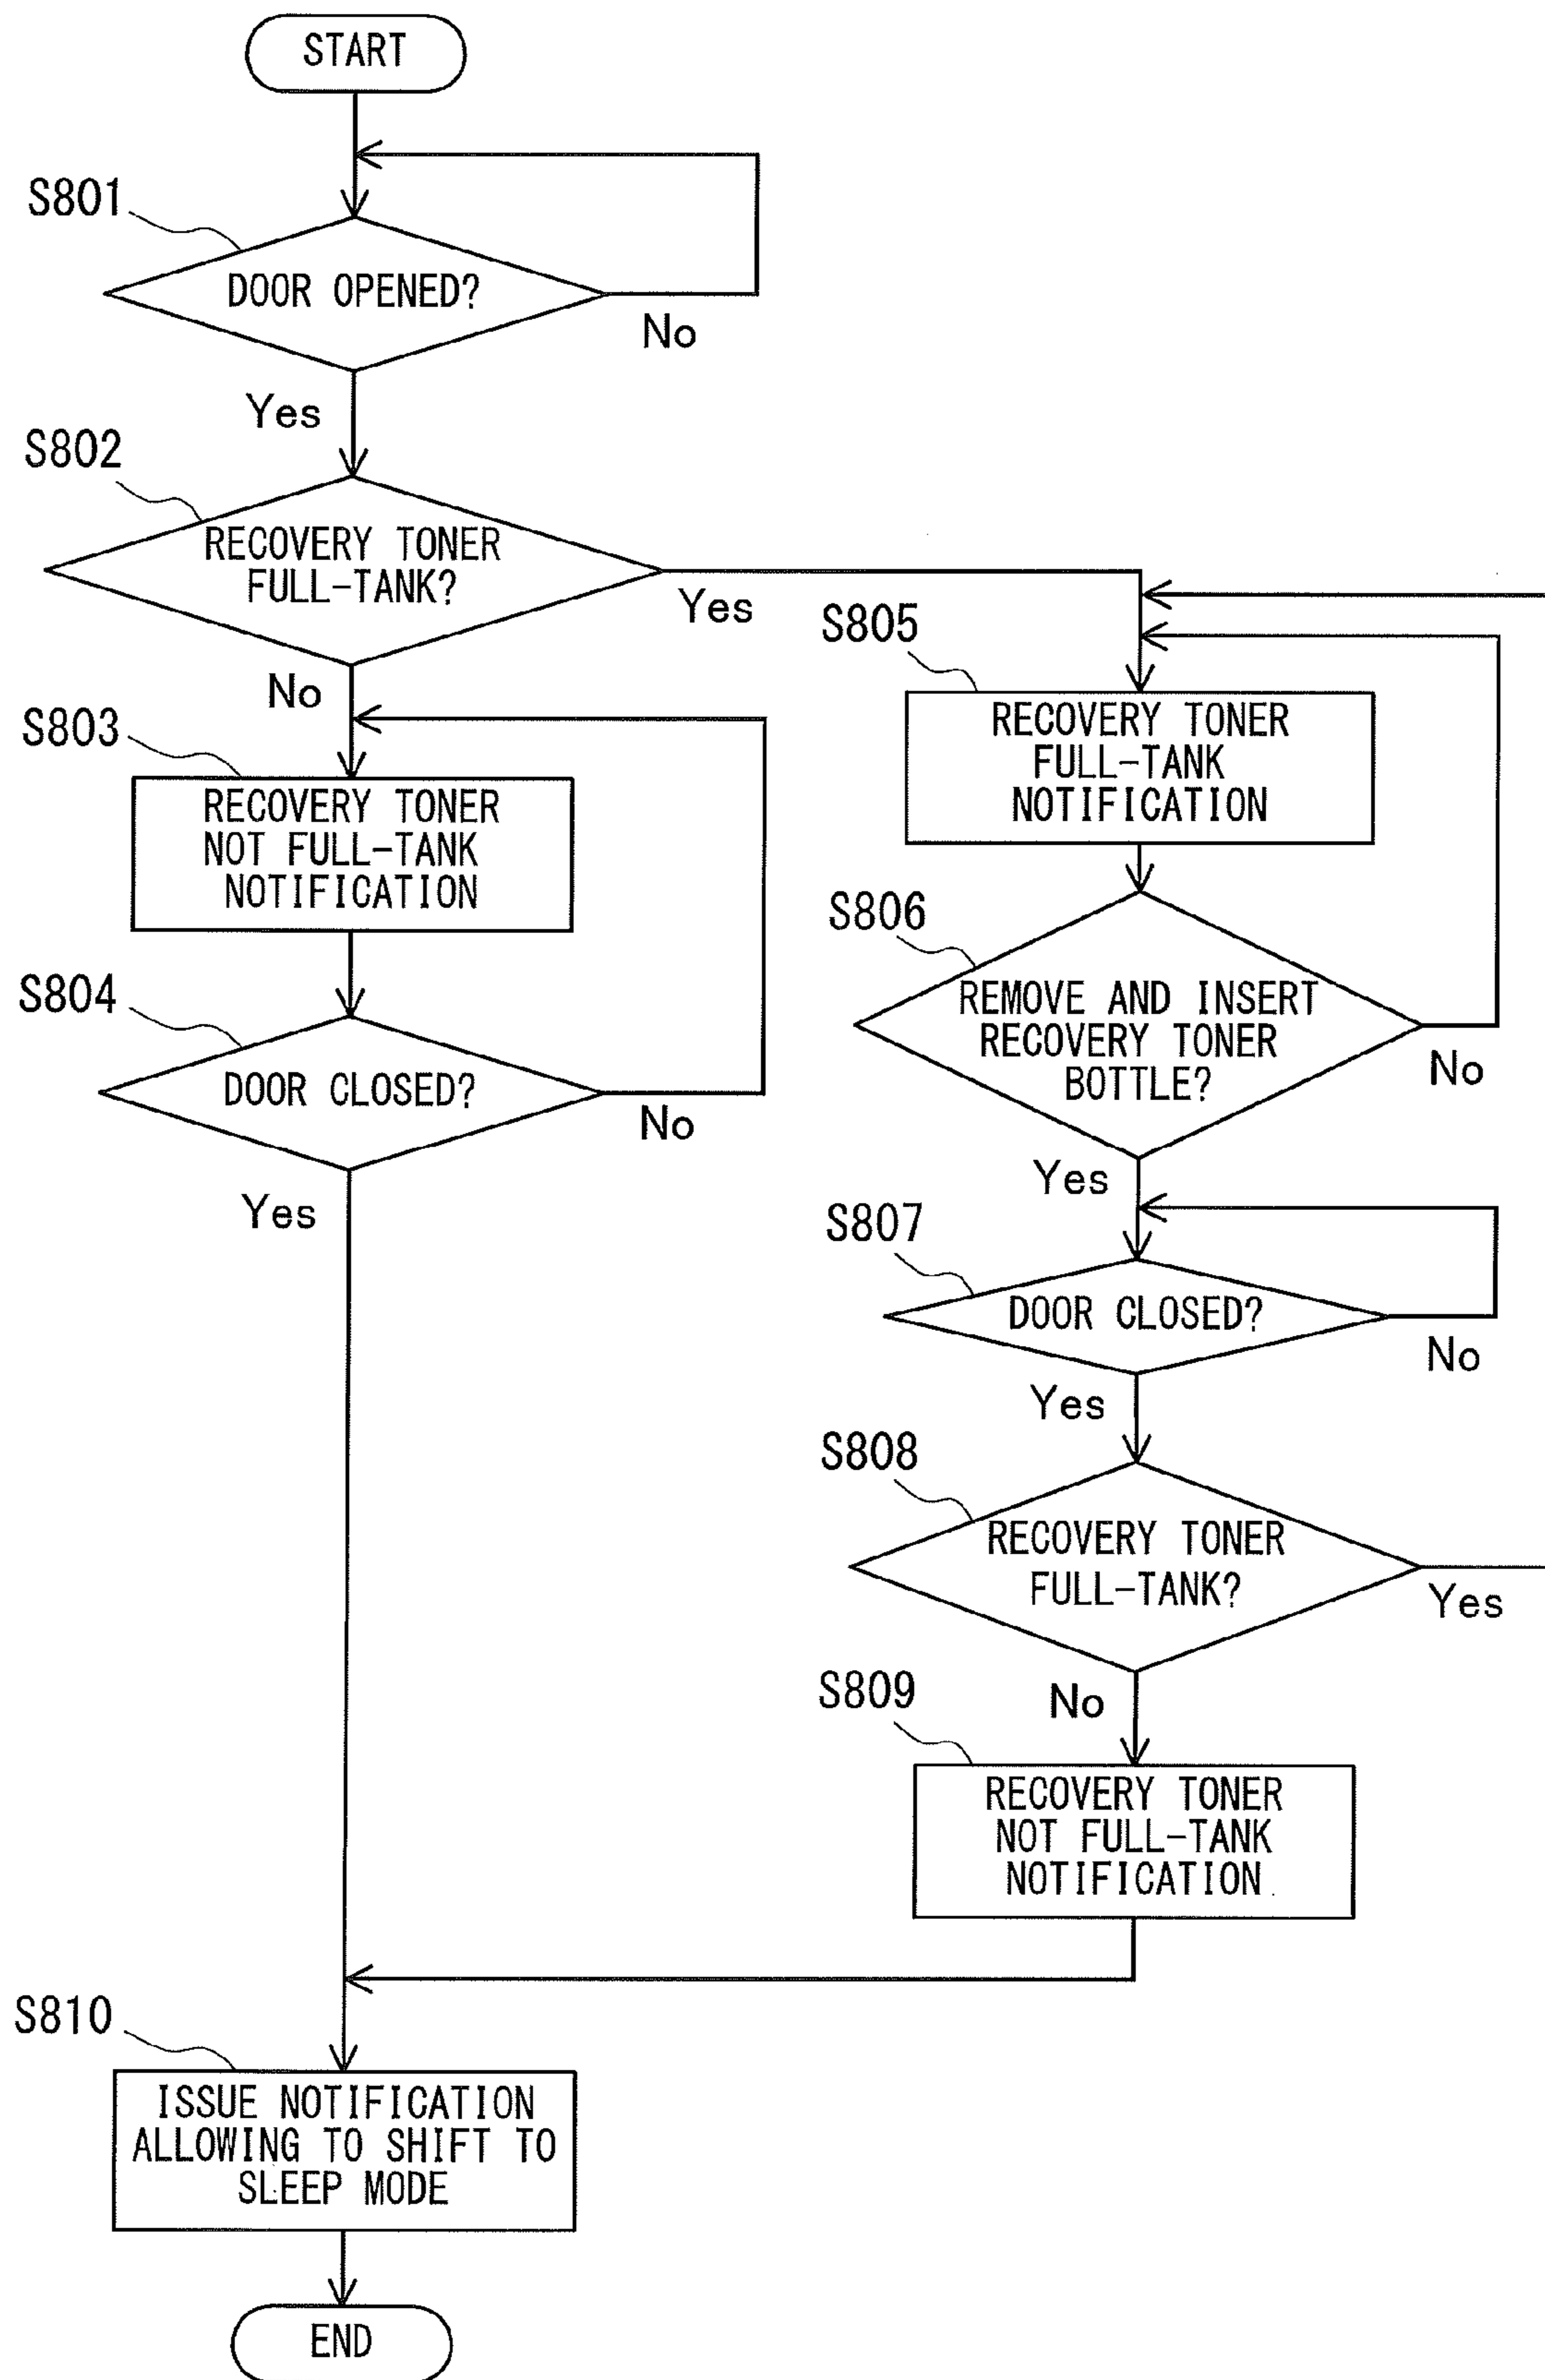 START
S801
DOOR OPENED?
No
Yes
S802
RECOVERY TONER
FULL-TANK?
Yes
No
S803
RECOVERY TONER
NOT FULL-TANK
NOTIFICATION
S804
DOOR CLOSED?
No
Yes
S805
RECOVERY TONER
FULL-TANK
NOTIFICATION
S806
REMOVE AND INSERT
RECOVERY TONER
BOTTLE?
No
Yes
S807
DOOR CLOSED?
No
Yes
S808
RECOVERY TONER
FULL-TANK?
Yes
No
S809
RECOVERY TONER
NOT FULL-TANK
NOTIFICATION
S810
ISSUE NOTIFICATION
ALLOWING TO SHIFT TO
SLEEP MODE
END